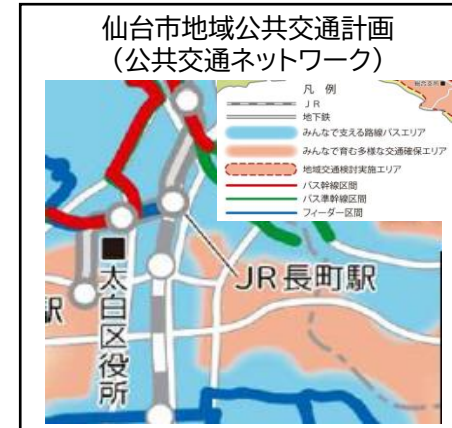 仙台市地域公共交通計画
（公共交通ネットワーク）
凡 例
ＪＲ
地下鉄
みんなで支える路線バスエリア
みんなで育む多様な交通確保エリア
地域交通検討実施エリア
バス幹線区間
バス準幹線区間
フィーダー区間
JR長町駅
駅
太白区役所